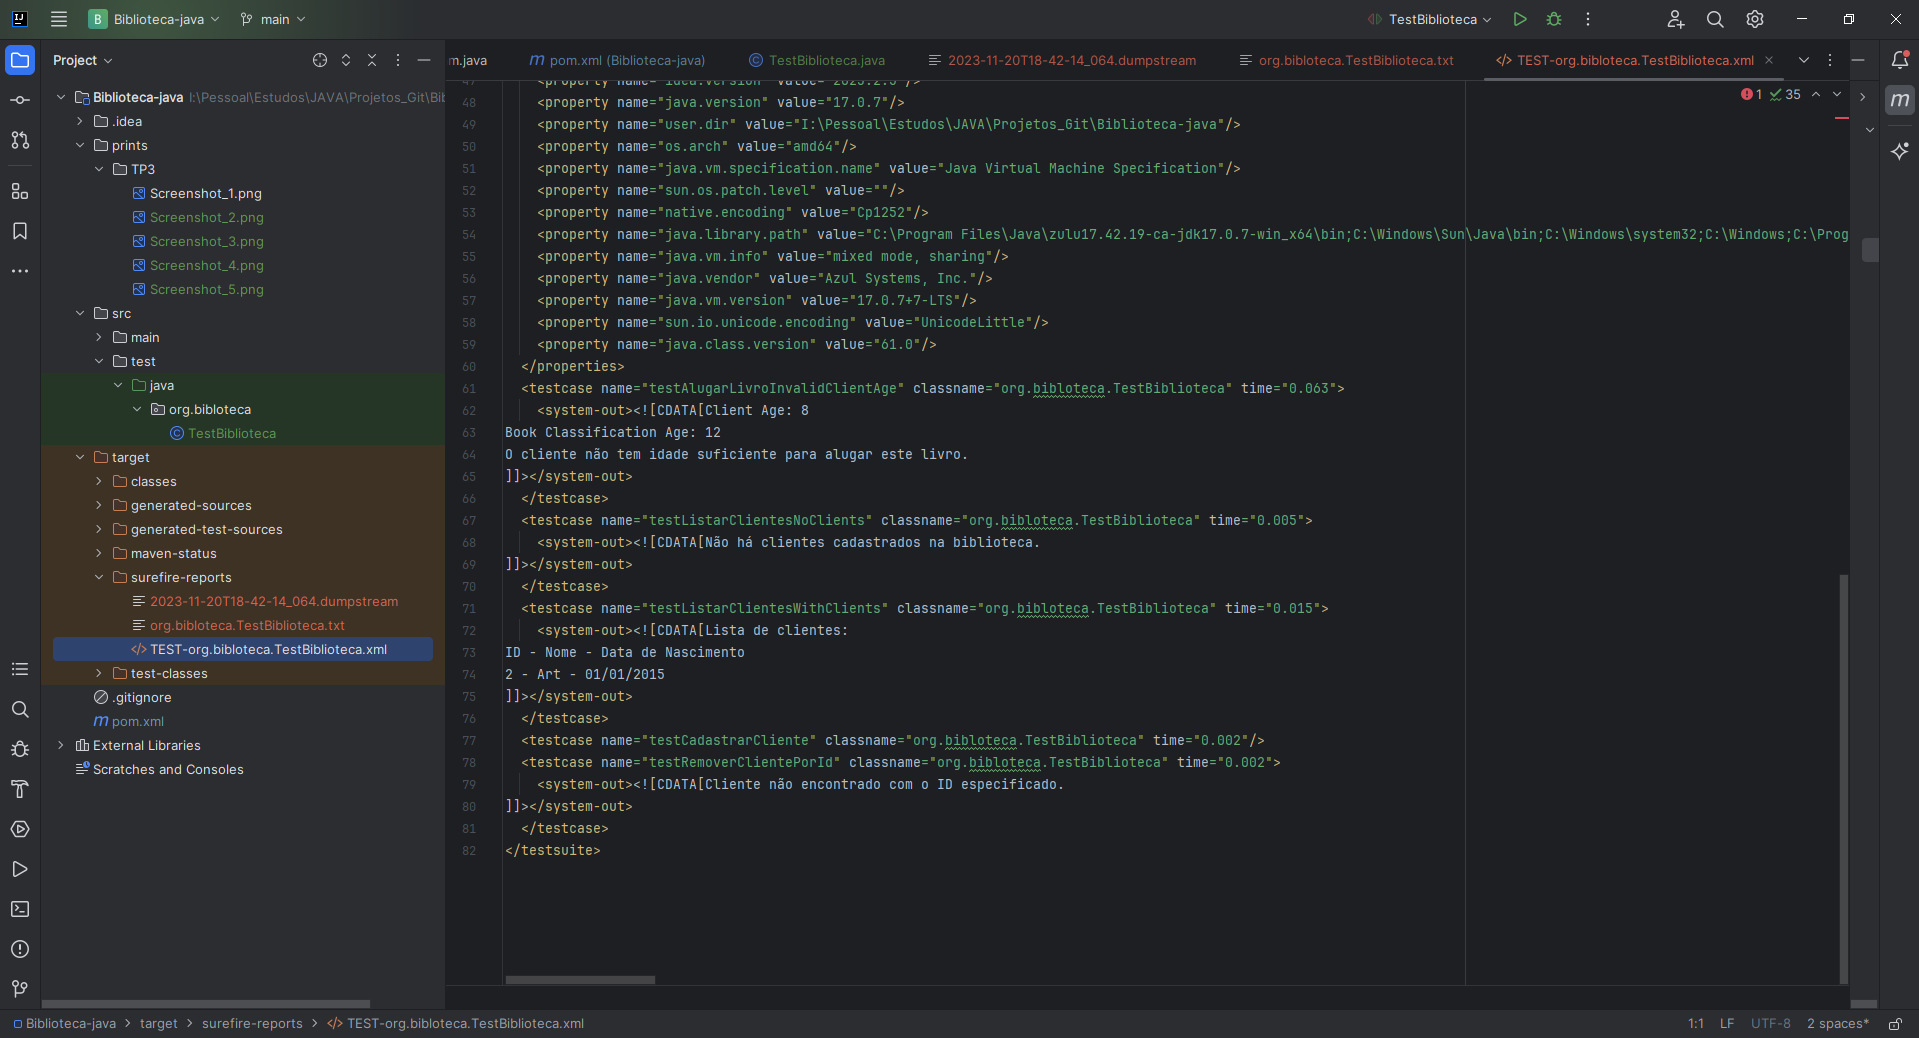 B Biblioteca-java main TestBiblioteca
Project
m.java pom.xml (Biblioteca-java) TestBiblioteca.java 2023-11-20T18-42-14_064.dumpstream org.bibloteca.TestBiblioteca.txt TEST-org.bibloteca.TestBiblioteca.xml
Biblioteca-java I:\Pessoal\Estudos\JAVA\Projetos_Git\Bib
.idea
prints
TP3
Screenshot_1.png
Screenshot_2.png
Screenshot_3.png
Screenshot_4.png
Screenshot_5.png
src
main
test
java
org.bibloteca
TestBiblioteca
target
classes
generated-sources
generated-test-sources
maven-status
surefire-reports
2023-11-20T18-42-14_064.dumpstream
org.bibloteca.TestBiblioteca.txt
TEST-org.bibloteca.TestBiblioteca.xml
test-classes
.gitignore
pom.xml
External Libraries
Scratches and Consoles
1 35
48 <property name="java.version" value="17.0.7"/>
49 <property name="user.dir" value="I:\Pessoal\Estudos\JAVA\Projetos_Git\Biblioteca-java"/>
50 <property name="os.arch" value="amd64"/>
51 <property name="java.vm.specification.name" value="Java Virtual Machine Specification"/>
52 <property name="sun.os.patch.level" value=""/>
53 <property name="native.encoding" value="Cp1252"/>
54 <property name="java.library.path" value="C:\Program Files\Java\zulu17.42.19-ca-jdk17.0.7-win_x64\bin;C:\Windows\Sun\Java\bin;C:\Windows\system32;C:\Windows;C:\Prog
55 <property name="java.vm.info" value="mixed mode, sharing"/>
56 <property name="java.vendor" value="Azul Systems, Inc."/>
57 <property name="java.vm.version" value="17.0.7+7-LTS"/>
58 <property name="sun.io.unicode.encoding" value="UnicodeLittle"/>
59 <property name="java.class.version" value="61.0"/>
60 </properties>
61 <testcase name="testAlugarLivroInvalidClientAge" classname="org.bibloteca.TestBiblioteca" time="0.063">
62 <system-out><![CDATA[Client Age: 8
63 Book Classification Age: 12
64 O cliente não tem idade suficiente para alugar este livro.
65 ]]></system-out>
66 </testcase>
67 <testcase name="testListarClientesNoClients" classname="org.bibloteca.TestBiblioteca" time="0.005">
68 <system-out><![CDATA[Não há clientes cadastrados na biblioteca.
69 ]]></system-out>
70 </testcase>
71 <testcase name="testListarClientesWithClients" classname="org.bibloteca.TestBiblioteca" time="0.015">
72 <system-out><![CDATA[Lista de clientes:
73 ID - Nome - Data de Nascimento
74 2 - Art - 01/01/2015
75 ]]></system-out>
76 </testcase>
77 <testcase name="testCadastrarCliente" classname="org.bibloteca.TestBiblioteca" time="0.002"/>
78 <testcase name="testRemoverClientePorId" classname="org.bibloteca.TestBiblioteca" time="0.002">
79 <system-out><![CDATA[Cliente não encontrado com o ID especificado.
80 ]]></system-out>
81 </testcase>
82 </testsuite>
Biblioteca-java > target > surefire-reports > TEST-org.bibloteca.TestBiblioteca.xml 1:1 LF UTF-8 2 spaces*